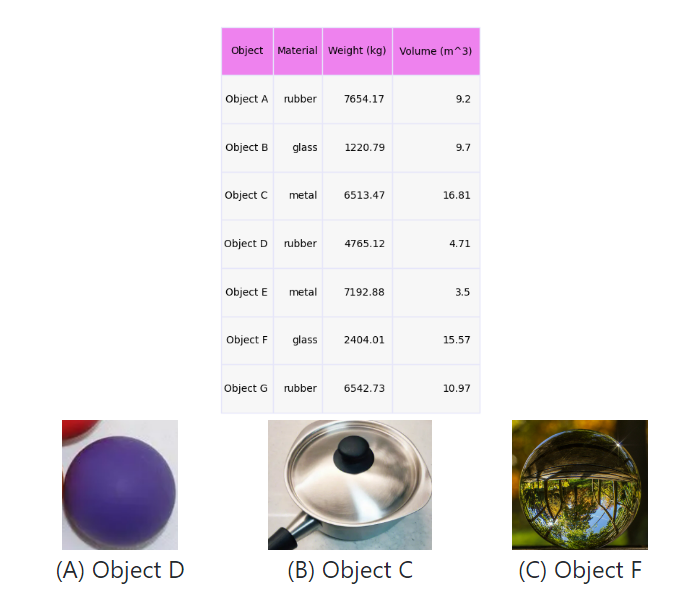 Object Material Weight (kg) Volume (m^3)
Object A rubber 7654.17 9.2
Object B glass 1220.79 9.7
Object C metal 6513.47 16.81
Object D rubber 4765.12 4.71
Object E metal 7192.88 3.5
Object F glass 2404.01 15.57
Object G rubber 6542.73 10.97
(A) Object D (B) Object C (C) Object F